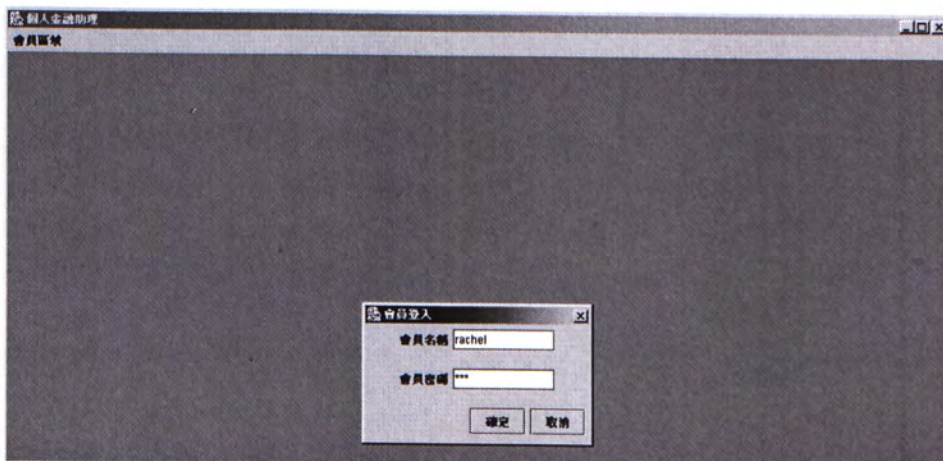 個人金融助理
會員區域
會員登入
會員名稱 rachel
會員密碼 ***
確定 取消